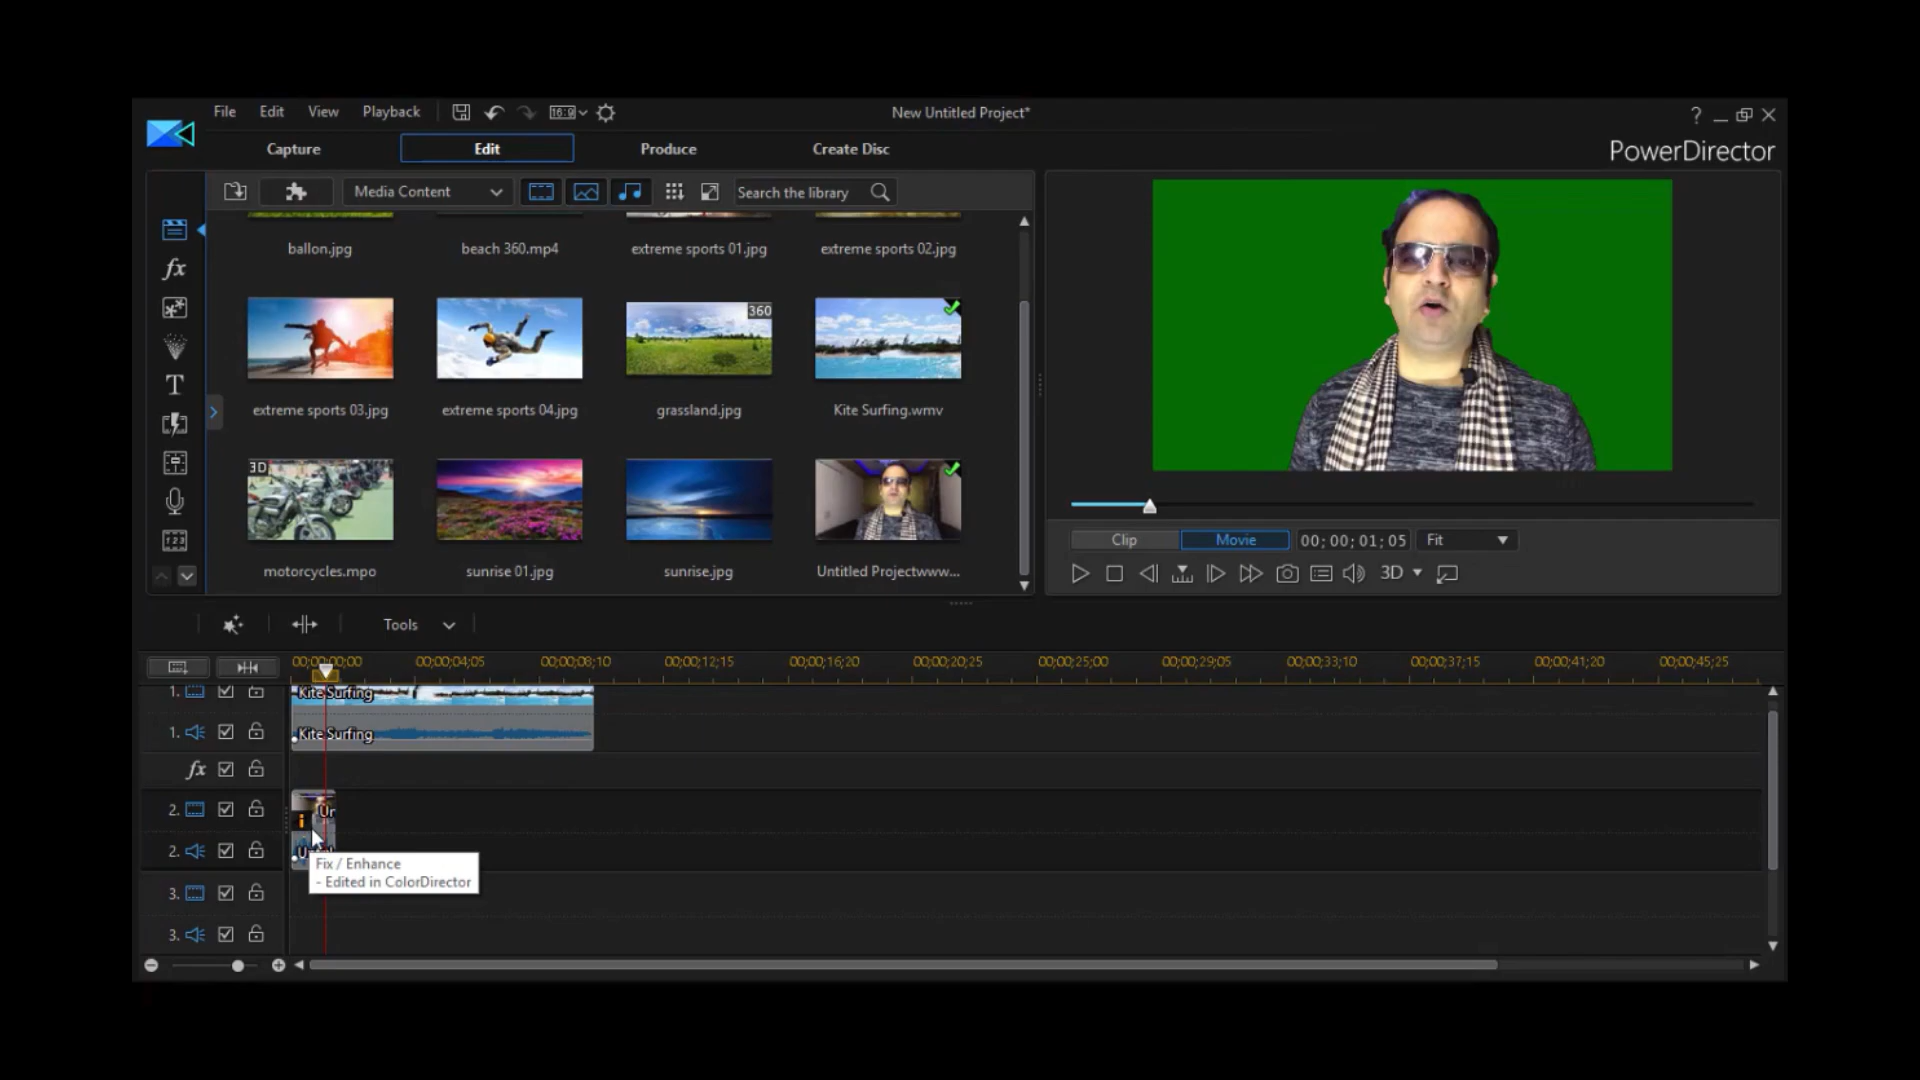 File Edit View Playback 16:9 New Untitled Project* ?
PowerDirector
Capture Edit Produce Create Disc
Media Content Search the library
ballon.jpg beach 360.mp4 extreme sports 01.jpg extreme sports 02.jpg
360
extreme sports 03.jpg extreme sports 04.jpg grassland.jpg Kite Surfing.wmv
3D
motorcycles.mpo sunrise 01.jpg sunrise.jpg Untitled Projectwww...
Clip Movie 00; 00; 01; 05 Fit
3D
Tools
00;00;00;00 00;00;04;05 00;00;08;10 00;00;12;15 00;00;16;20 00;00;20;25 00;00;25;00 00;00;29;05 00;00;33;10 00;00;37;15 00;00;41;20 00;00;45;25
1. Kite Surfing
1. Kite Surfing
fx
2. Ur
2.
Fix / Enhance
- Edited in ColorDirector
3.
3.